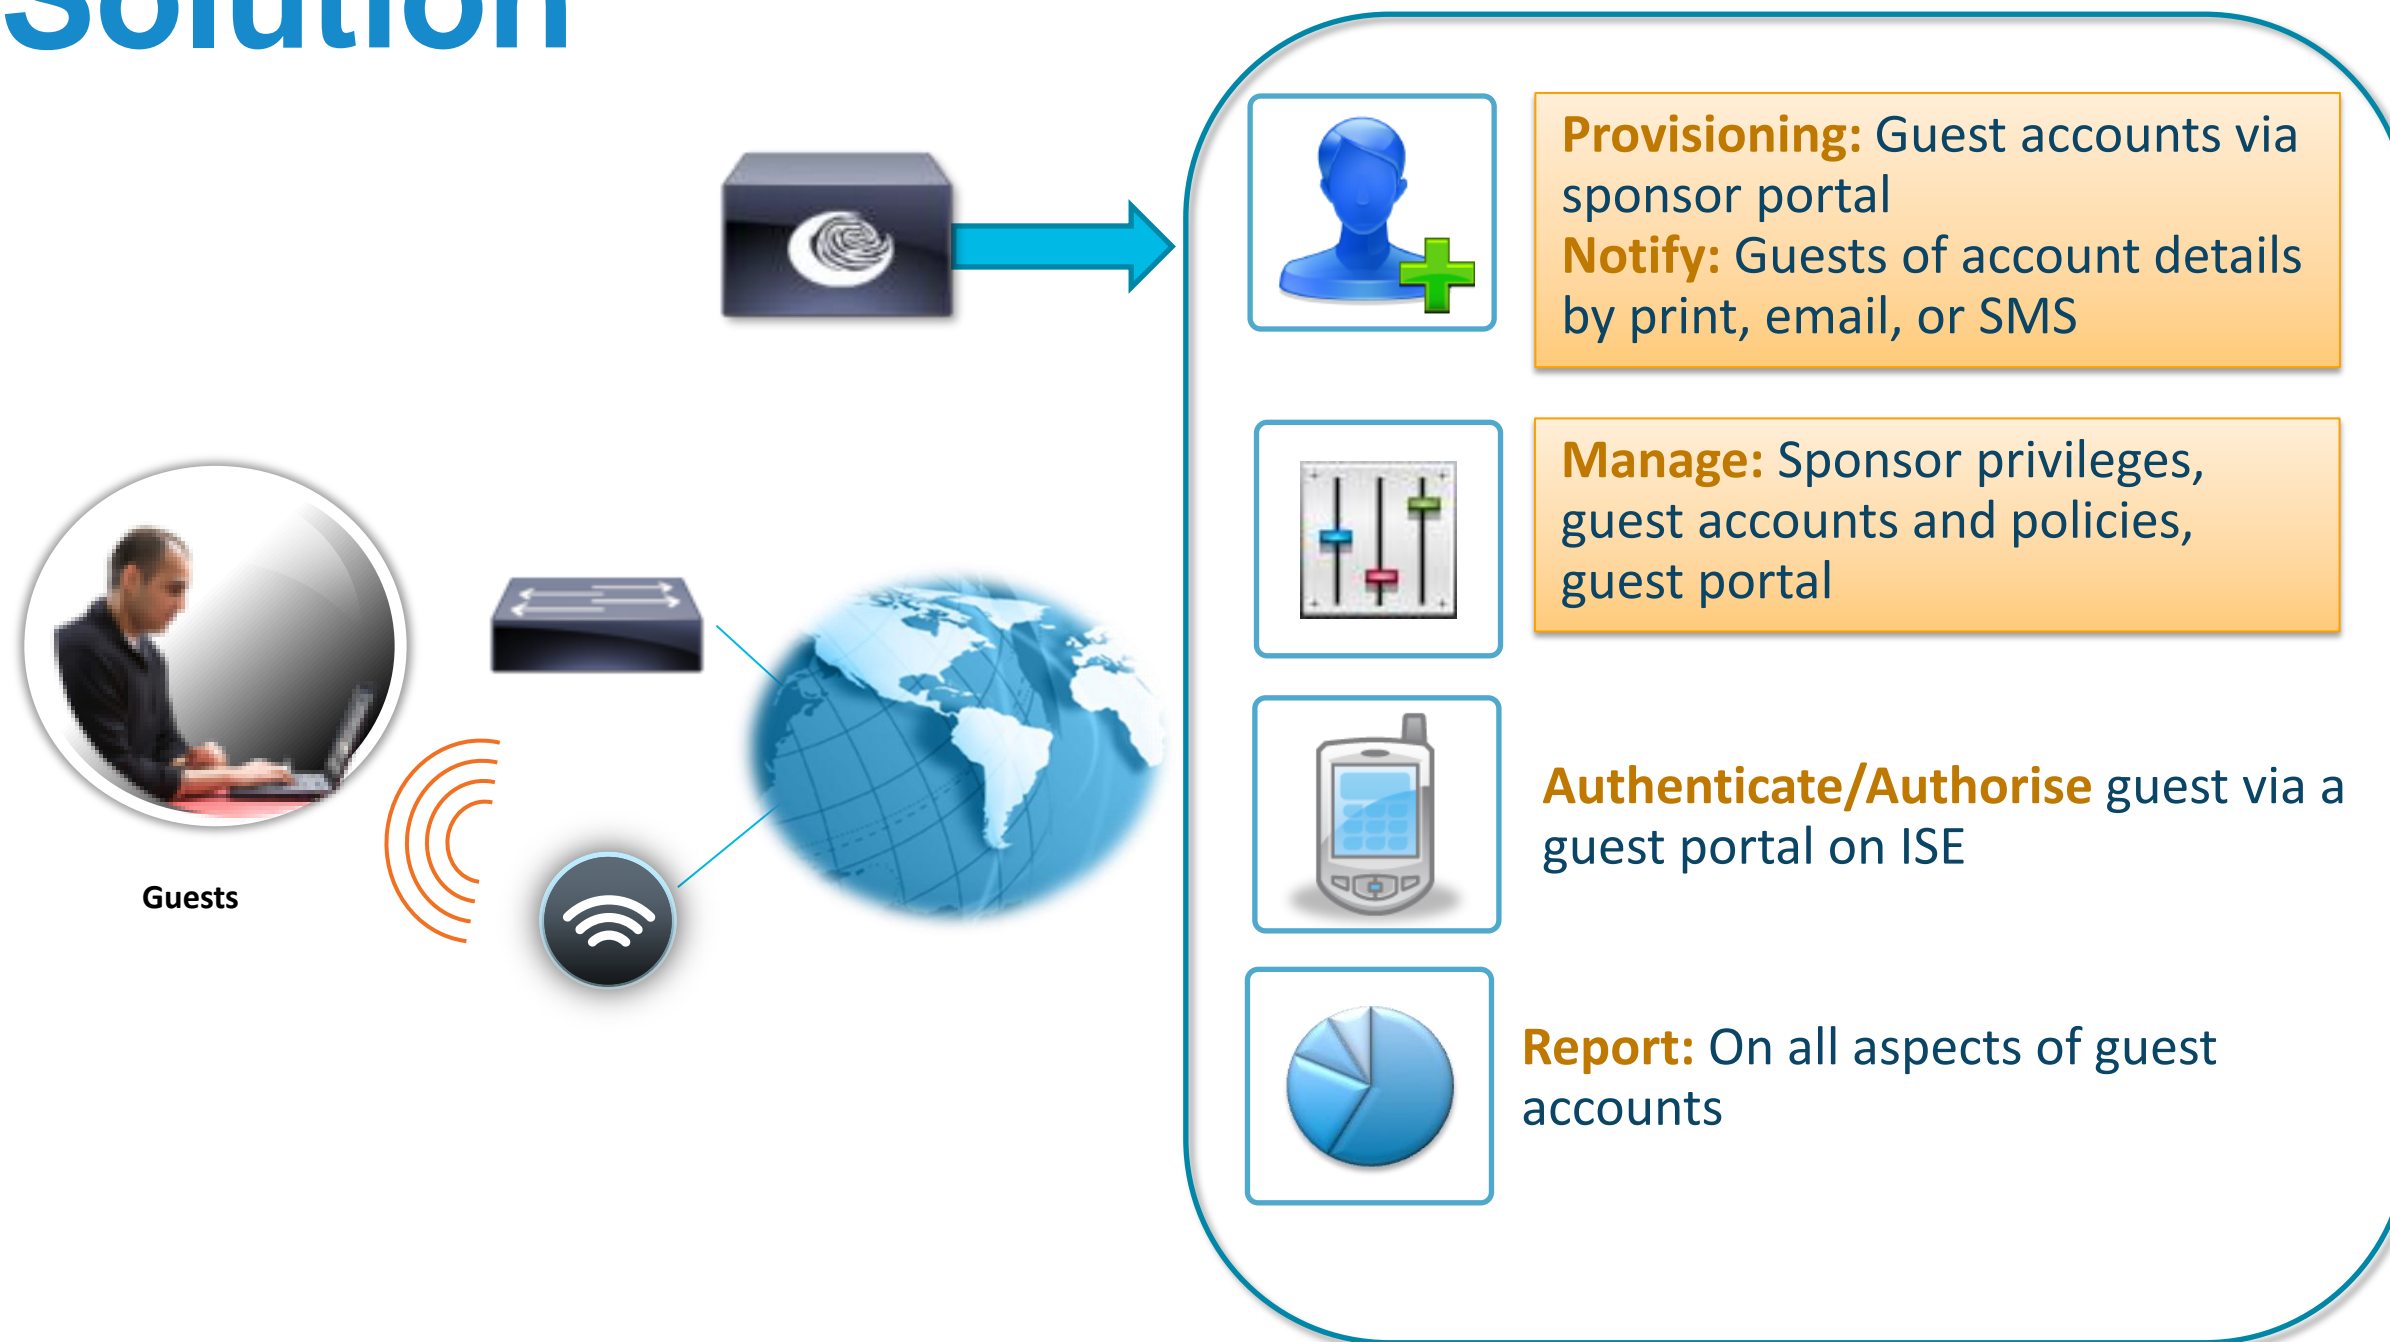 Solution
Provisioning: Guest accounts via
sponsor portal
Notify: Guests of account details
by print, email, or SMS
Manage: Sponsor privileges,
guest accounts and policies,
guest portal
Authenticate/Authorise guest via a
guest portal on ISE
Report: On all aspects of guest
accounts
Guests